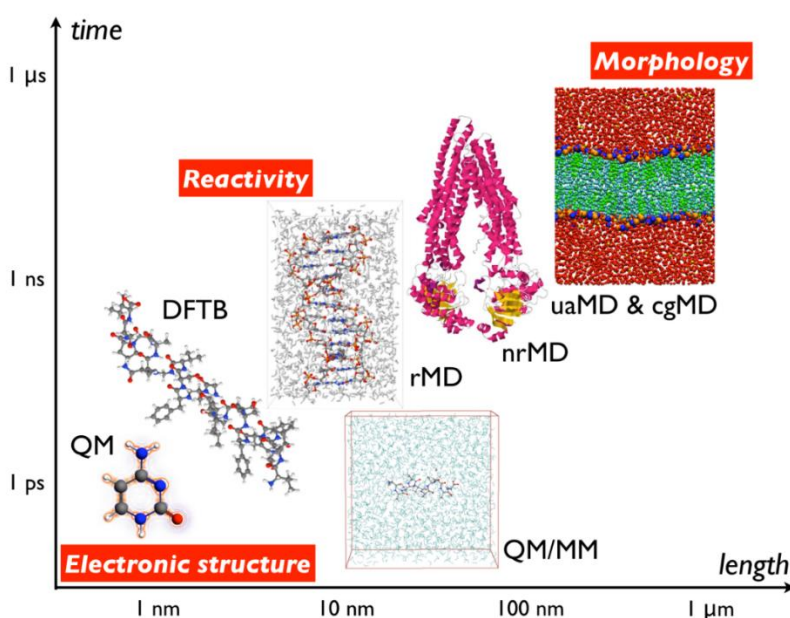 time
1 µs
Morphology
Reactivity
1 ns
DFTB
uaMD & cgMD
nrMD
rMD
QM
1 ps
QM/MM
Electronic structure
length
1 nm
10 nm
100 nm
1 µm